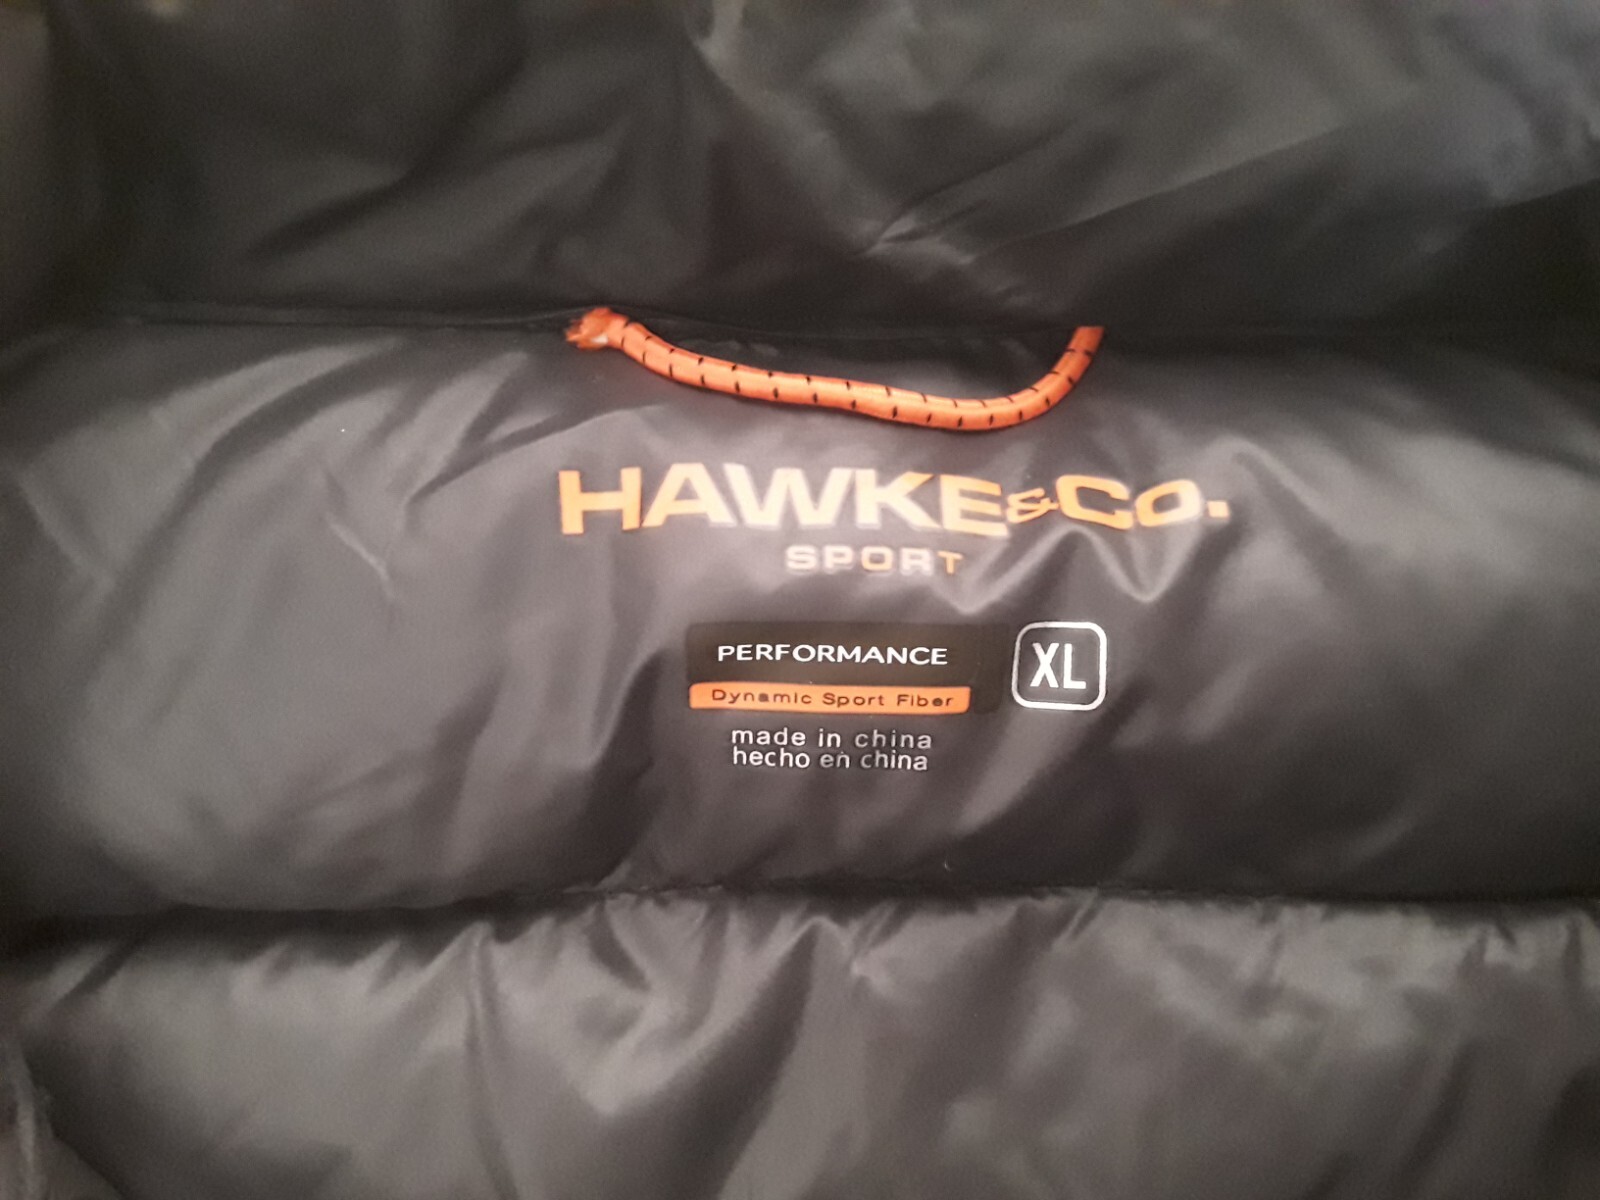 HAWKE & Co.
SPORT
PERFORMANCE
XL
Dynamic Sport Fiber
made in china
hecho en china